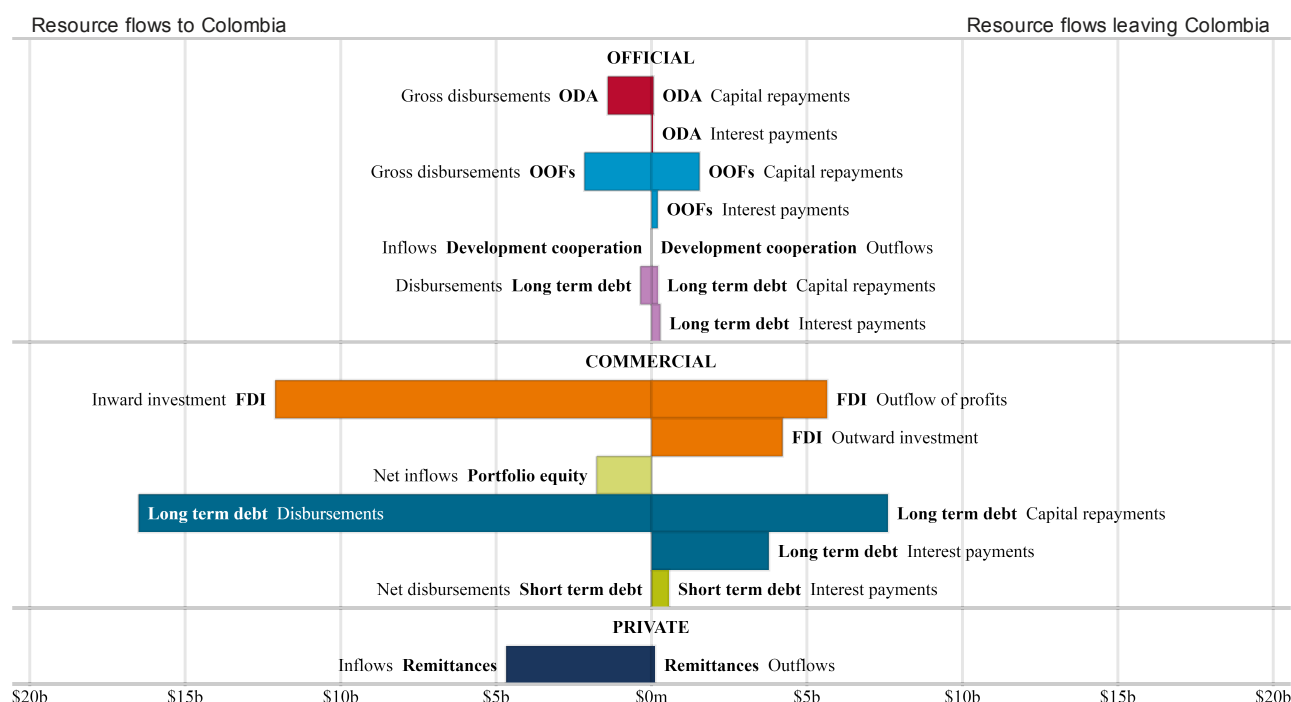 Resource flows to Colombia Resource flows leaving Colombia
OFFICIAL
Gross disbursements ODA ODA Capital repayments
ODA Interest payments
Gross disbursements OOFs OOFs Capital repayments
OOFs Interest payments
Inflows Development cooperation Development cooperation Outflows
Disbursements Long term debt Long term debt Capital repayments
Long term debt Interest payments
COMMERCIAL
Inward investment FDI FDI Outflow of profits
FDI Outward investment
Net inflows Portfolio equity
Long term debt Disbursements Long term debt Capital repayments
Long term debt Interest payments
Net disbursements Short term debt Short term debt Interest payments
PRIVATE
Inflows Remittances Remittances Outflows
$20b $15b $10b $5b $0m $5b $10b $15b $20b